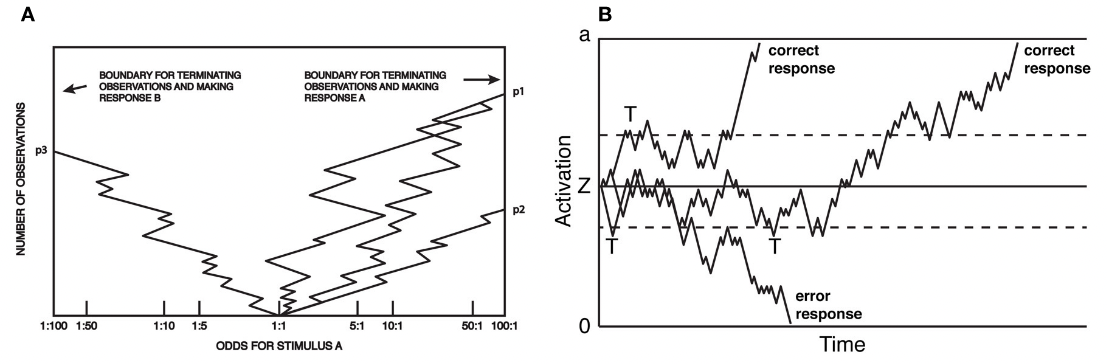 A
BOUNDARY FOR TERMINATING
OBSERVATIONS AND MAKING
RESPONSE B
BOUNDARY FOR TERMINATING
OBSERVATIONS AND MAKING
RESPONSE A
p1
p3
p2
NUMBER OF OBSERVATIONS
1:100 1:50 1:10 1:5 1:1 5:1 10:1 50:1 100:1
ODDS FOR STIMULUS A
B
a
correct
response
correct
response
T
Activation
Z
T
T
error
response
0
Time